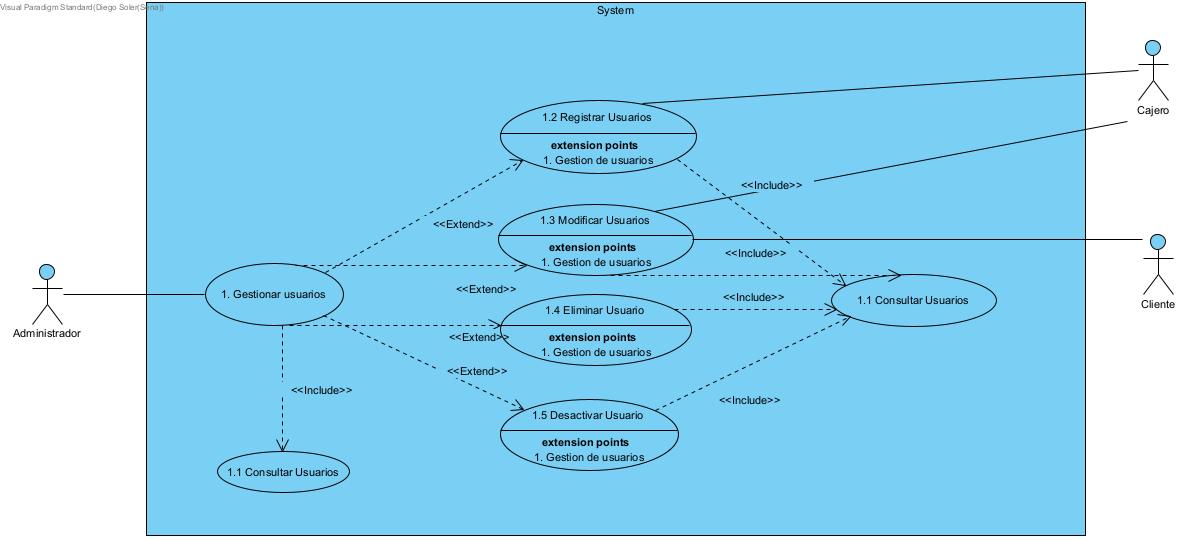 Visual Paradigm Standard(Diego Soler(Sena))
System
Cajero
1.2 Registrar Usuarios
extension points
1. Gestion de usuarios
<<Include>>
<<Extend>>
1.3 Modificar Usuarios
extension points
1. Gestion de usuarios
<<Include>>
Cliente
1. Gestionar usuarios
<<Extend>>
<<Include>>
1.1 Consultar Usuarios
Administrador
1.4 Eliminar Usuario
<<Extend>>
extension points
1. Gestion de usuarios
<<Extend>>
<<Include>>
<<Include>>
1.5 Desactivar Usuario
extension points
1. Gestion de usuarios
1.1 Consultar Usuarios